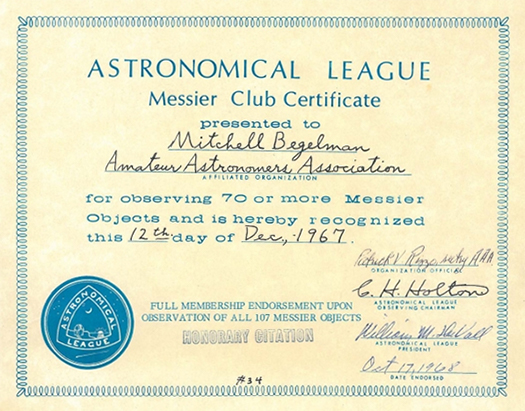 ASTRONOMICAL LEAGUE
Messier Club Certificate
presented to
Mitchell Begelman
Amateur Astronomers Association
AFFILIATED ORGANIZATION
for observing 70 or more Messier
Objects and is hereby recognized
this 12th day of Dec., 1967.
AAA
ORGANIZATION OFFICIAL
C. H. Holton
ASTRONOMICAL LEAGUE
OBSERVING CHAIRMAN
FULL MEMBERSHIP ENDORSEMENT UPON
OBSERVATION OF ALL 107 MESSIER OBJECTS
HONORARY CITATION
William M.
ASTRONOMICAL LEAGUE
PRESIDENT
Oct 17, 1968
DATE ENDORSED
ASTRONOMICAL
LEAGUE
#34